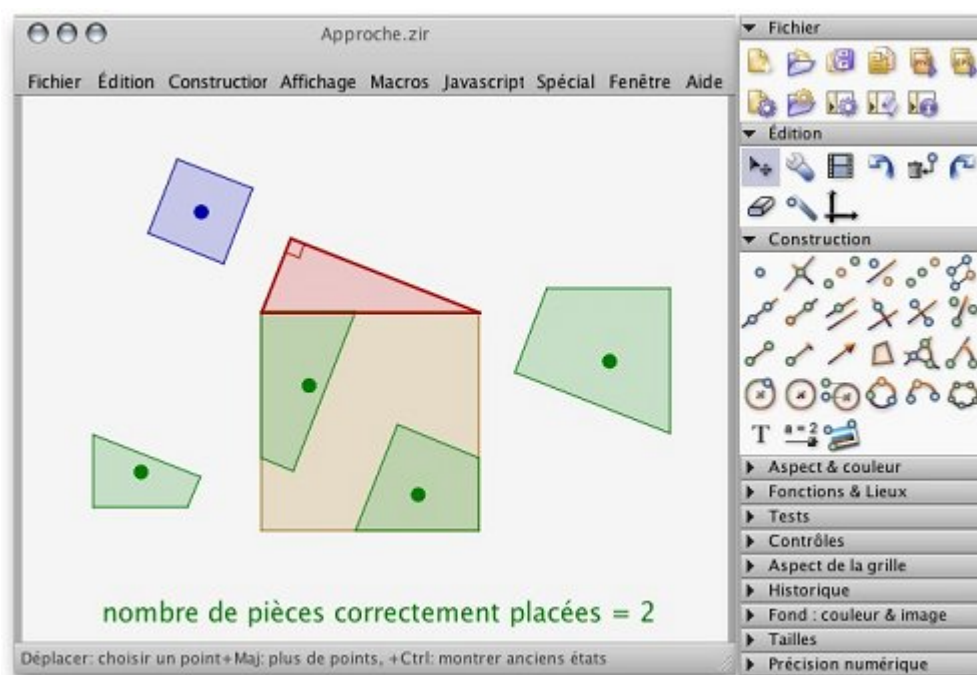 Approche.zir
Fichier Édition Constructior Affichage Macros Javascript Spécial Fenêtre Aide
nombre de pièces correctement placées = 2
Déplacer: choisir un point+Maj: plus de points, +Ctrl: montrer anciens états
Fichier
Édition
Construction
T a = 2
Aspect & couleur
Fonctions & Lieux
Tests
Contrôles
Aspect de la grille
Historique
Fond : couleur & image
Tailles
Précision numérique